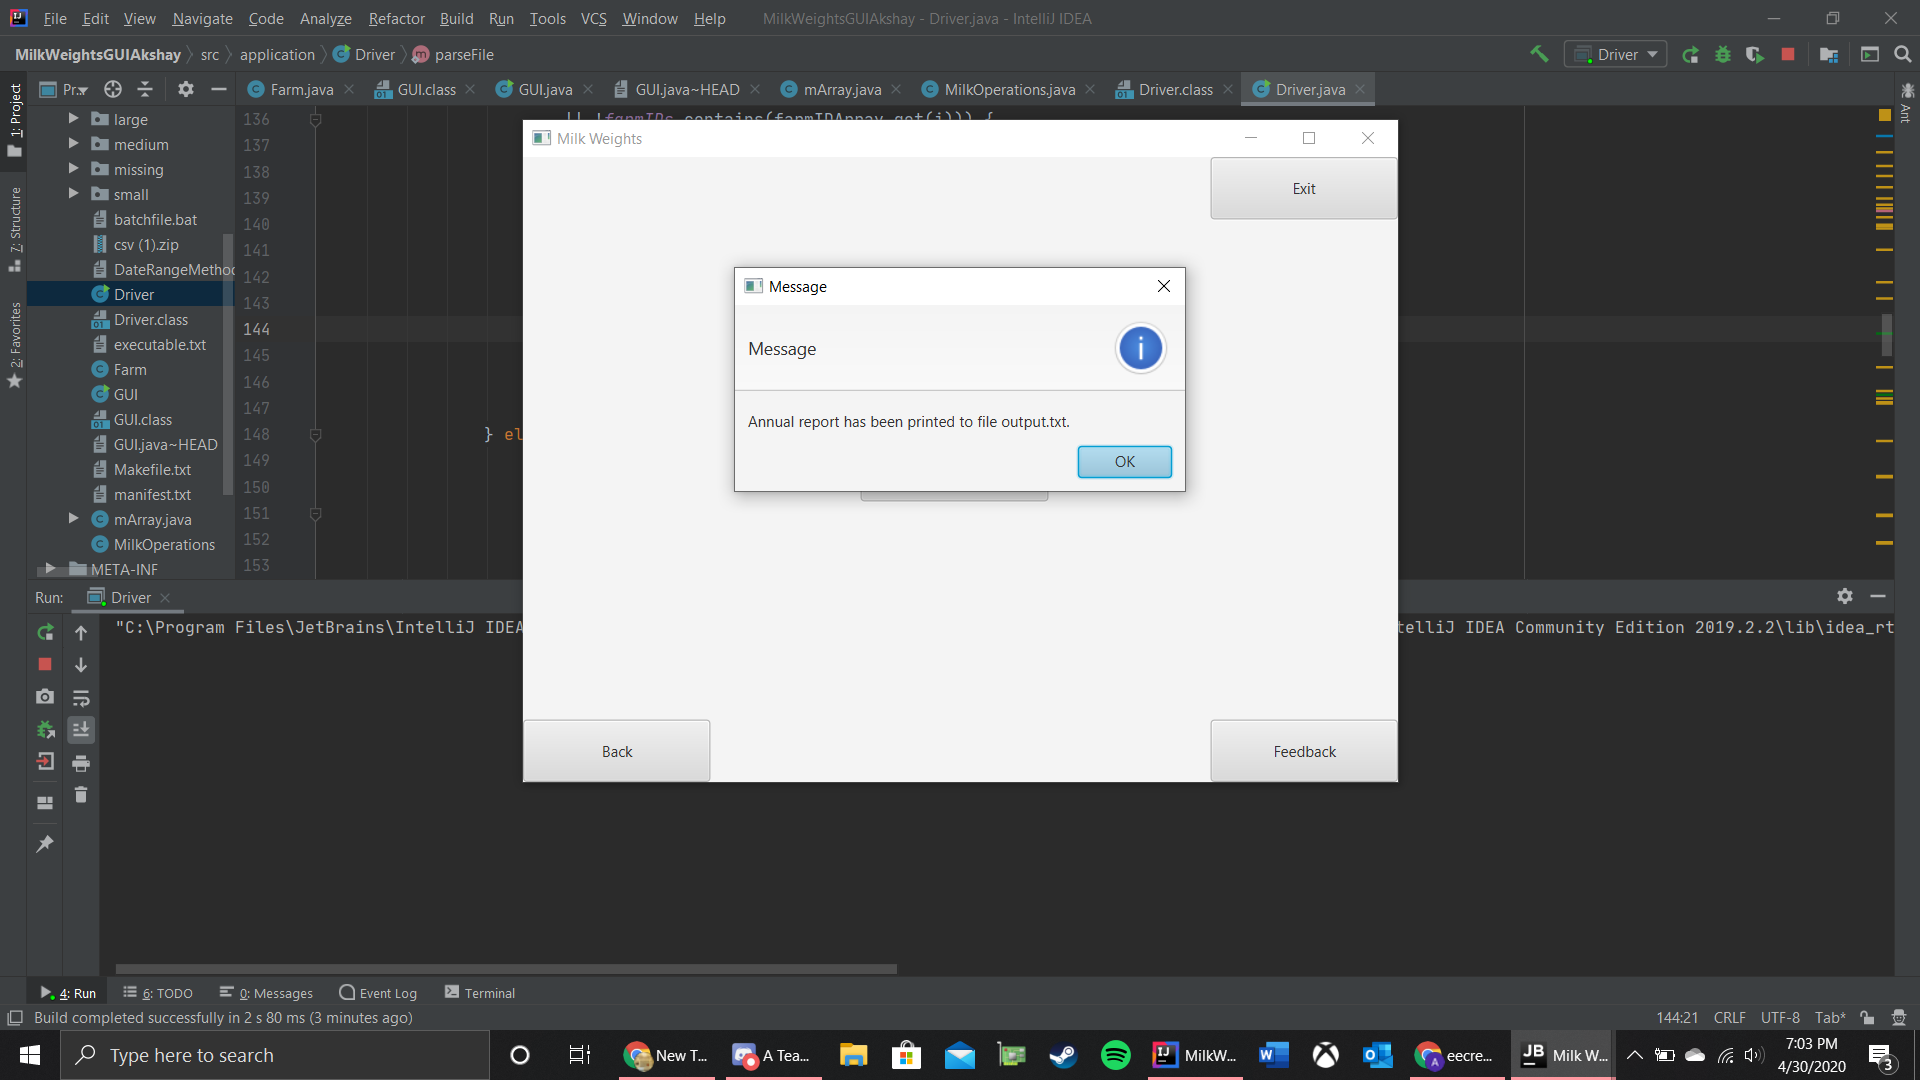 File Edit View Navigate Code Analyze Refactor Build Run Tools VCS Window Help MilkWeightsGUIAkshay - Driver.java - IntelliJ IDEA
MilkWeightsGUIAkshay src application Driver parseFile Driver
1: Project
7: Structure
2: Favorites
Ant
Pr... Farm.java GUI.class GUI.java GUI.java~HEAD mArray.java MilkOperations.java Driver.class Driver.java
large
medium
missing
small
batchfile.bat
csv (1).zip
DateRangeMethod
Driver
Driver.class
executable.txt
Farm
GUI
GUI.class
GUI.java~HEAD
Makefile.txt
manifest.txt
mArray.java
MilkOperations
META-INF
136 || !farmIDs.contains(farmIDArray.get(i))) {
137
138
139
140
141
142
143
144
145
146
147
148 } el
149
150
151
152
153
Milk Weights
Exit
Message
Message
Annual report has been printed to file output.txt.
OK
Back
Feedback
Run: Driver
"C:\Program Files\JetBrains\IntelliJ IDEA
telliJ IDEA Community Edition 2019.2.2\lib\idea_rt
4: Run 6: TODO 0: Messages Event Log Terminal
Build completed successfully in 2 s 80 ms (3 minutes ago) 144:21 CRLF UTF-8 Tab*
Type here to search New T... A Tea... MilkW... eecre... JB Milk W... 7:03 PM
4/30/2020 3